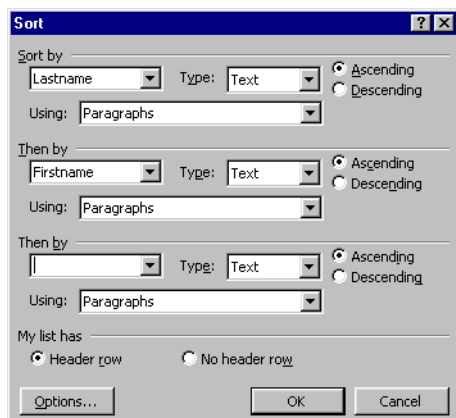 Sort
Sort by
Lastname Type: Text Ascending
Descending
Using: Paragraphs
Then by
Firstname Type: Text Ascending
Descending
Using: Paragraphs
Then by
Type: Text Ascending
Descending
Using: Paragraphs
My list has
Header row No header row
Options... OK Cancel